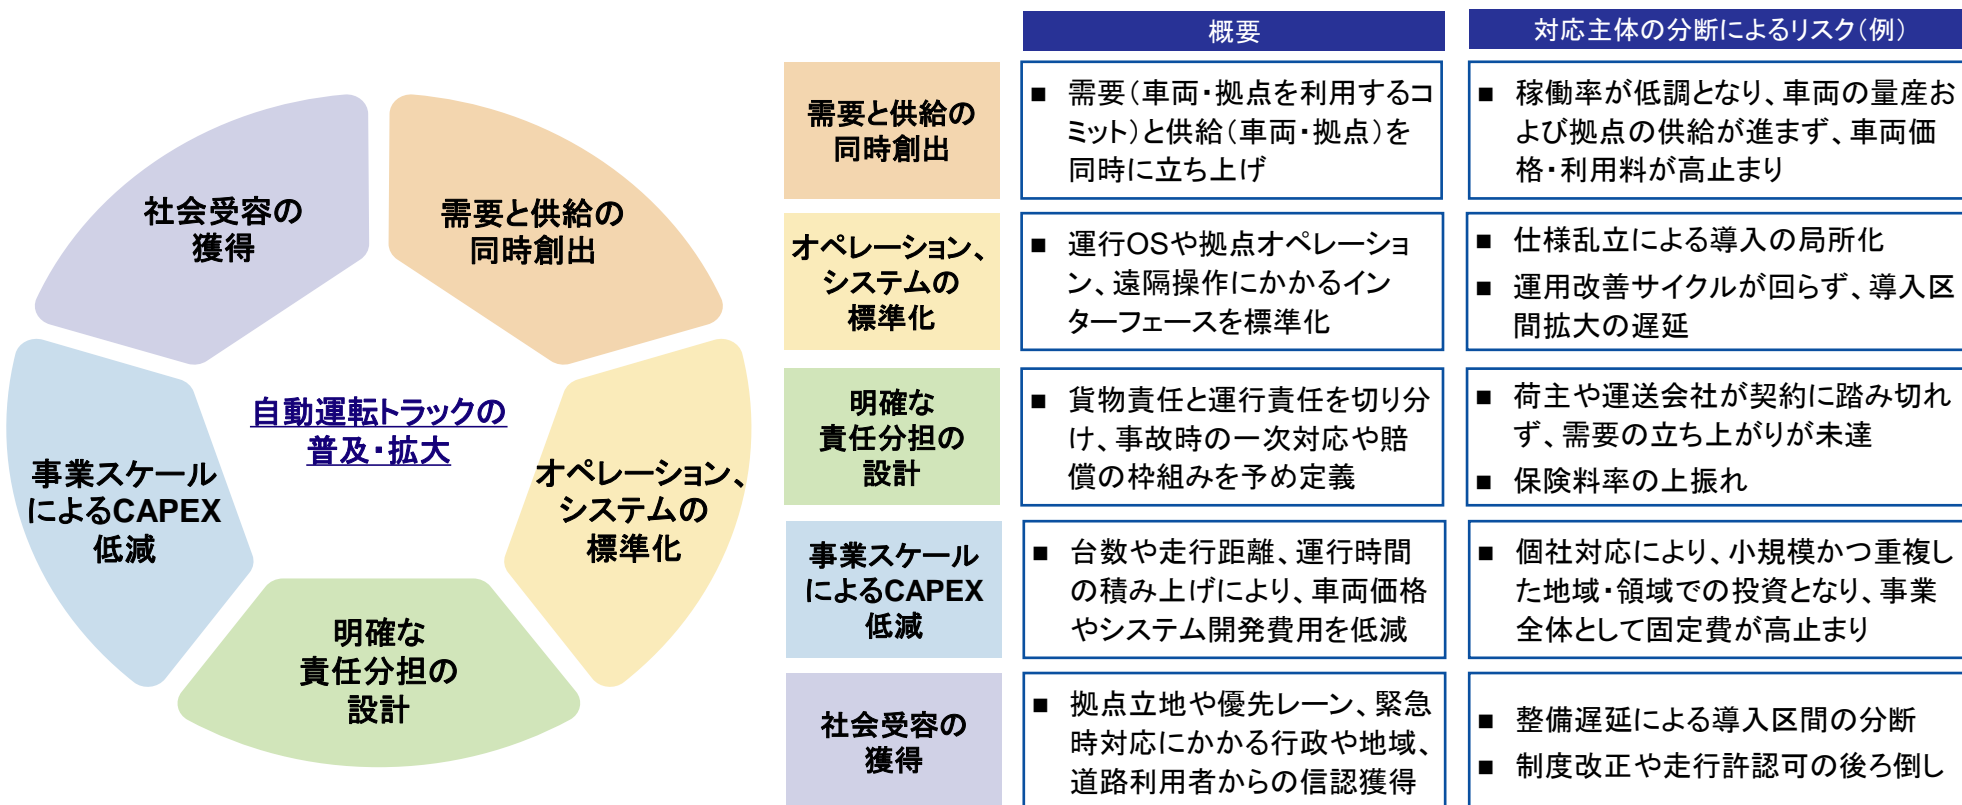 社会受容の
獲得
需要と供給の
同時創出
自動運転トラックの
普及・拡大
事業スケール
によるCAPEX
低減
オペレーション、
システムの
標準化
明確な
責任分担の
設計
概要
対応主体の分断によるリスク(例)
需要と供給の
同時創出
■ 需要(車両・拠点を利用するコ
ミット)と供給(車両・拠点)を
同時に立ち上げ
■ 稼働率が低調となり、車両の量産お
よび拠点の供給が進まず、車両価
格・利用料が高止まり
オペレーション、
システムの
標準化
■ 運行OSや拠点オペレーショ
ン、遠隔操作にかかるイン
ターフェースを標準化
■ 仕様乱立による導入の局所化
■ 運用改善サイクルが回らず、導入区
間拡大の遅延
明確な
責任分担の
設計
■ 貨物責任と運行責任を切り分
け、事故時の一次対応や賠
償の枠組みを予め定義
■ 荷主や運送会社が契約に踏み切れ
ず、需要の立ち上がりが未達
■ 保険料率の上振れ
事業スケール
によるCAPEX
低減
■ 台数や走行距離、運行時間
の積み上げにより、車両価格
やシステム開発費用を低減
■ 個社対応により、小規模かつ重複し
た地域・領域での投資となり、事業
全体として固定費が高止まり
社会受容の
獲得
■ 拠点立地や優先レーン、緊急
時対応にかかる行政や地域、
道路利用者からの信認獲得
■ 整備遅延による導入区間の分断
■ 制度改正や走行許認可の後ろ倒し